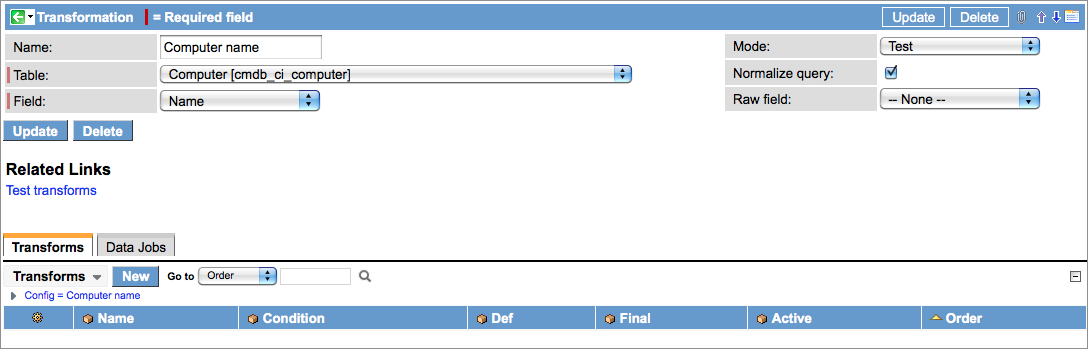 Transformation = Required field Update Delete
Name: Computer name Mode: Test
Table: Computer [cmdb_ci_computer] Normalize query:
Field: Name Raw field: -- None --
Update Delete
Related Links
Test transforms
Transforms Data Jobs
Transforms New Go to Order
Config = Computer name
Name Condition Def Final Active Order